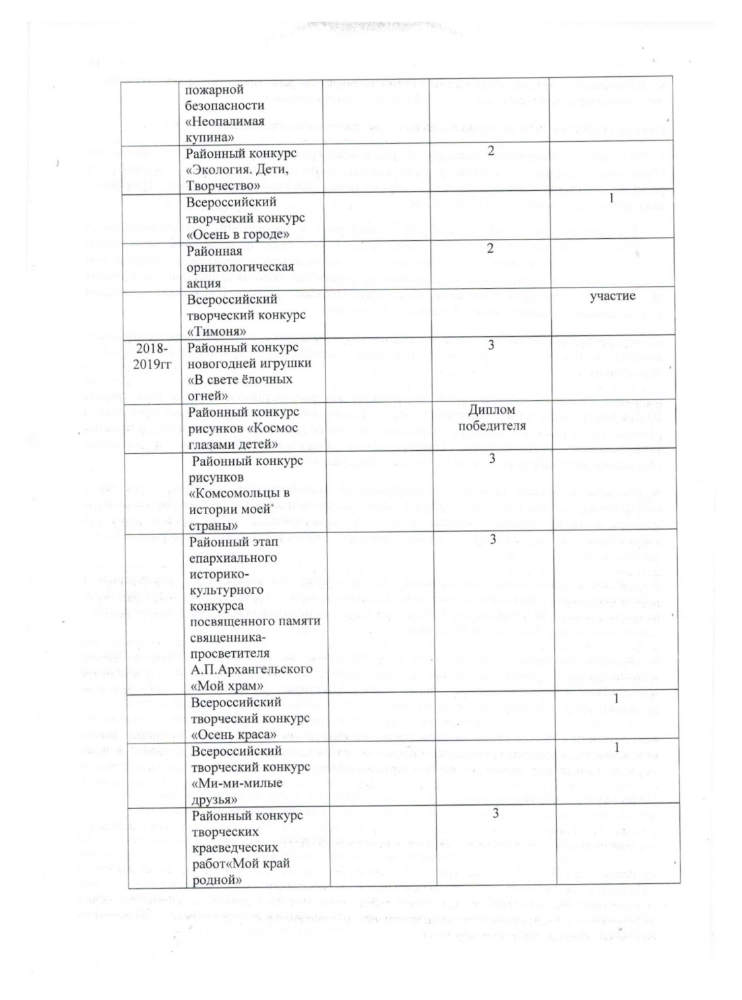 пожарной
безопасности
«Неопалимая
купина»
Районный конкурс 2
«Экология. Дети,
Творчество»
Всероссийский 1
творческий конкурс
«Осень в городе»
Районная 2
орнитологическая
акция
Всероссийский участие
творческий конкурс
«Тимоня»
2018- Районный конкурс 3
2019гг новогодней игрушки
«В свете ёлочных
огней»
Районный конкурс Диплом
рисунков «Космос победителя
глазами детей»
Районный конкурс 3
рисунков
«Комсомольцы в
истории моей
страны»
Районный этап 3
епархиального
историко-
культурного
конкурса
посвященного памяти
священника-
просветителя
А.П.Архангельского
«Мой храм»
Всероссийский 1
творческий конкурс
«Осень краса»
Всероссийский 1
творческий конкурс
«Ми-ми-милые
друзья»
Районный конкурс 3
творческих
краеведческих
работ«Мой край
родной»